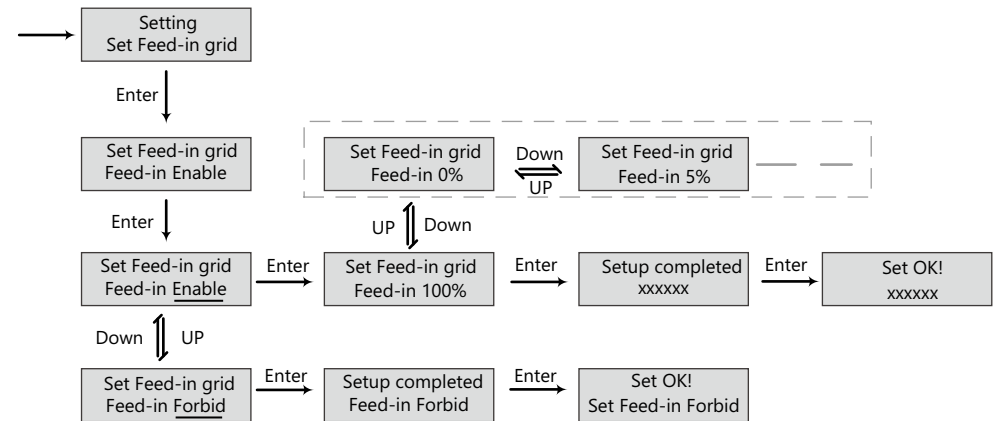 Setting
Set Feed-in grid
Enter
Set Feed-in grid
Feed-in Enable
Set Feed-in grid
Feed-in 0%
Down
UP
Set Feed-in grid
Feed-in 5%
Enter
UP
Down
Set Feed-in grid
Feed-in Enable
Enter
Set Feed-in grid
Feed-in 100%
Enter
Setup completed
xxxxxx
Enter
Set OK!
xxxxxx
Down
UP
Set Feed-in grid
Feed-in Forbid
Enter
Setup completed
Feed-in Forbid
Enter
Set OK!
Set Feed-in Forbid